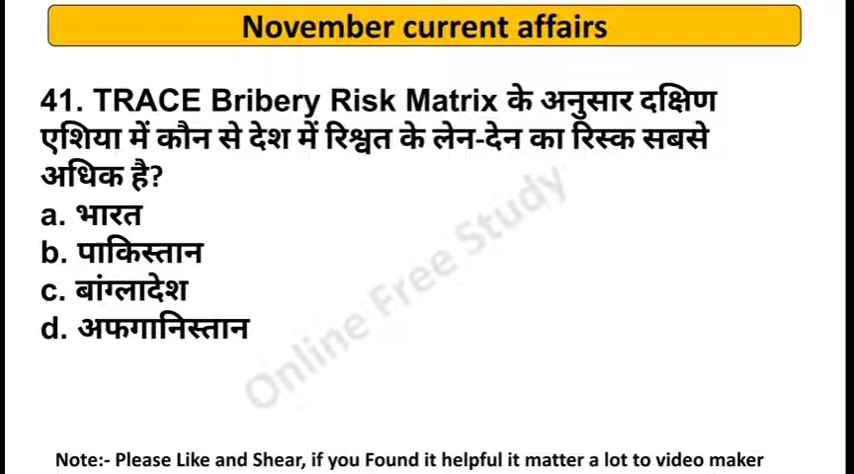 November current affairs
41. TRACE Bribery Risk Matrix के अनुसार दक्षिण
एशिया में कौन से देश में रिश्वत के लेन-देन का रिस्क सबसे
अधिक है?
a. भारत
b. पाकिस्तान
c. बांग्लादेश
d. अफगानिस्तान
Online Free Study
Note:- Please Like and Shear, if you Found it helpful it matter a lot to video maker